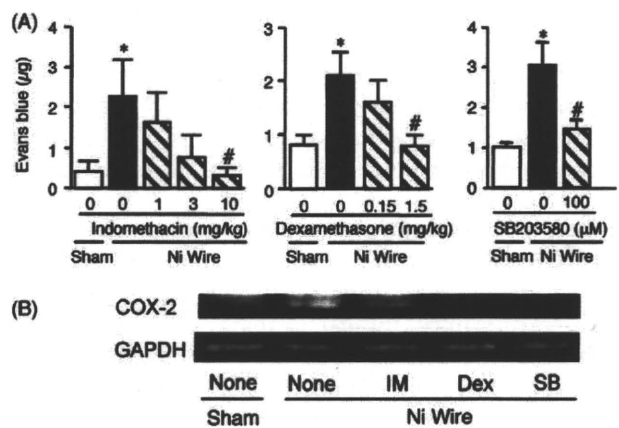 (A)
Evans blue (µg)
4
3
2
1
0
*
#
0 0 1 3 10
Indomethacin (mg/kg)
Sham Ni Wire
3
2
1
0
*
#
0 0 0.15 1.5
Dexamethasone (mg/kg)
Sham Ni Wire
4
3
2
1
0
*
#
0 0 100
SB203580 (µM)
Sham Ni Wire
(B)
COX-2
GAPDH
None None IM Dex SB
Sham Ni Wire